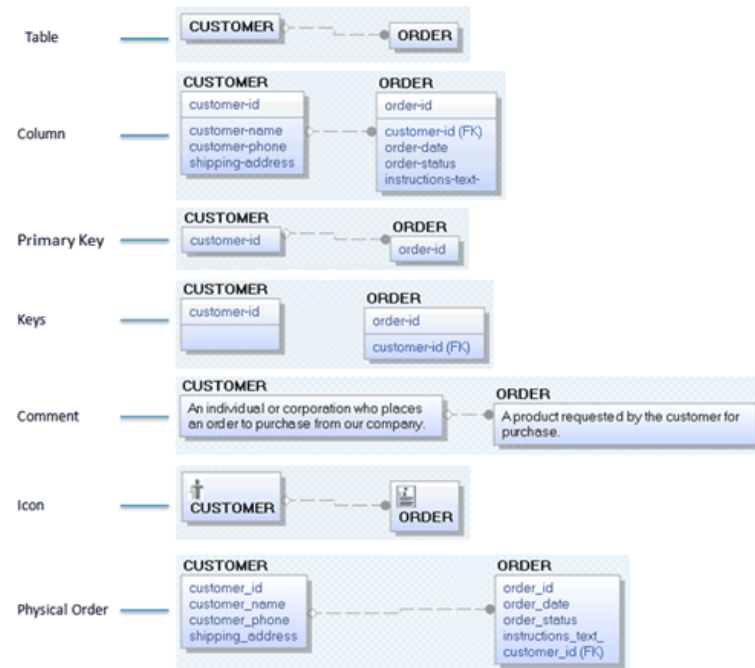 Table
CUSTOMER
ORDER
Column
CUSTOMER
customer-id
customer-name
customer-phone
shipping-address
ORDER
order-id
customer-id (FK)
order-date
order-status
instructions-text-
Primary Key
CUSTOMER
customer-id
ORDER
order-id
Keys
CUSTOMER
customer-id
ORDER
order-id
customer-id (FK)
Comment
CUSTOMER
An individual or corporation who places
an order to purchase from our company.
ORDER
A product requested by the customer for
purchase.
Icon
CUSTOMER
ORDER
Physical Order
CUSTOMER
customer_id
customer_name
customer_phone
shipping_address
ORDER
order_id
order_date
order_status
instructions_text_
customer_id (FK)